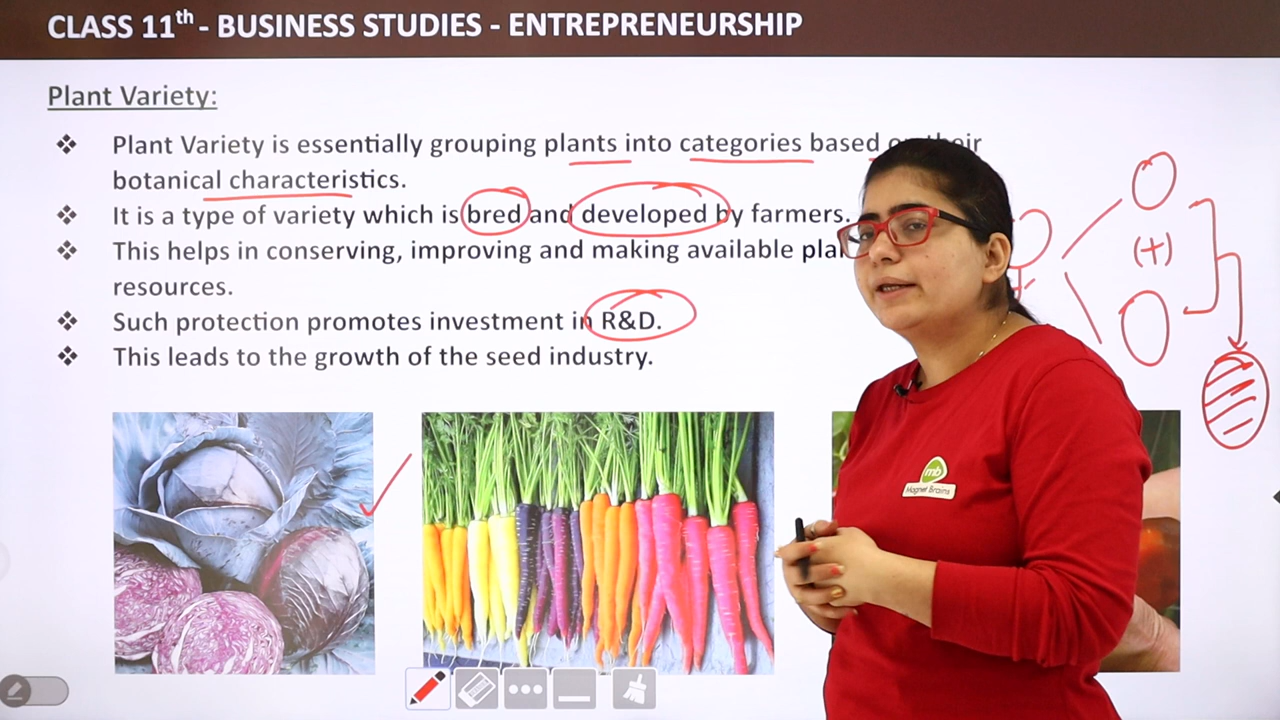 CLASS 11th - BUSINESS STUDIES - ENTREPRENEURSHIP
Plant Variety:
❖ Plant Variety is essentially grouping plants into categories based on their
botanical characteristics.
❖ It is a type of variety which is bred and developed by farmers.
❖ This helps in conserving, improving and making available
resources.
❖ Such protection promotes investment in R&D.
❖ This leads to the growth of the seed industry.
(+)
mb
Magnet Brains